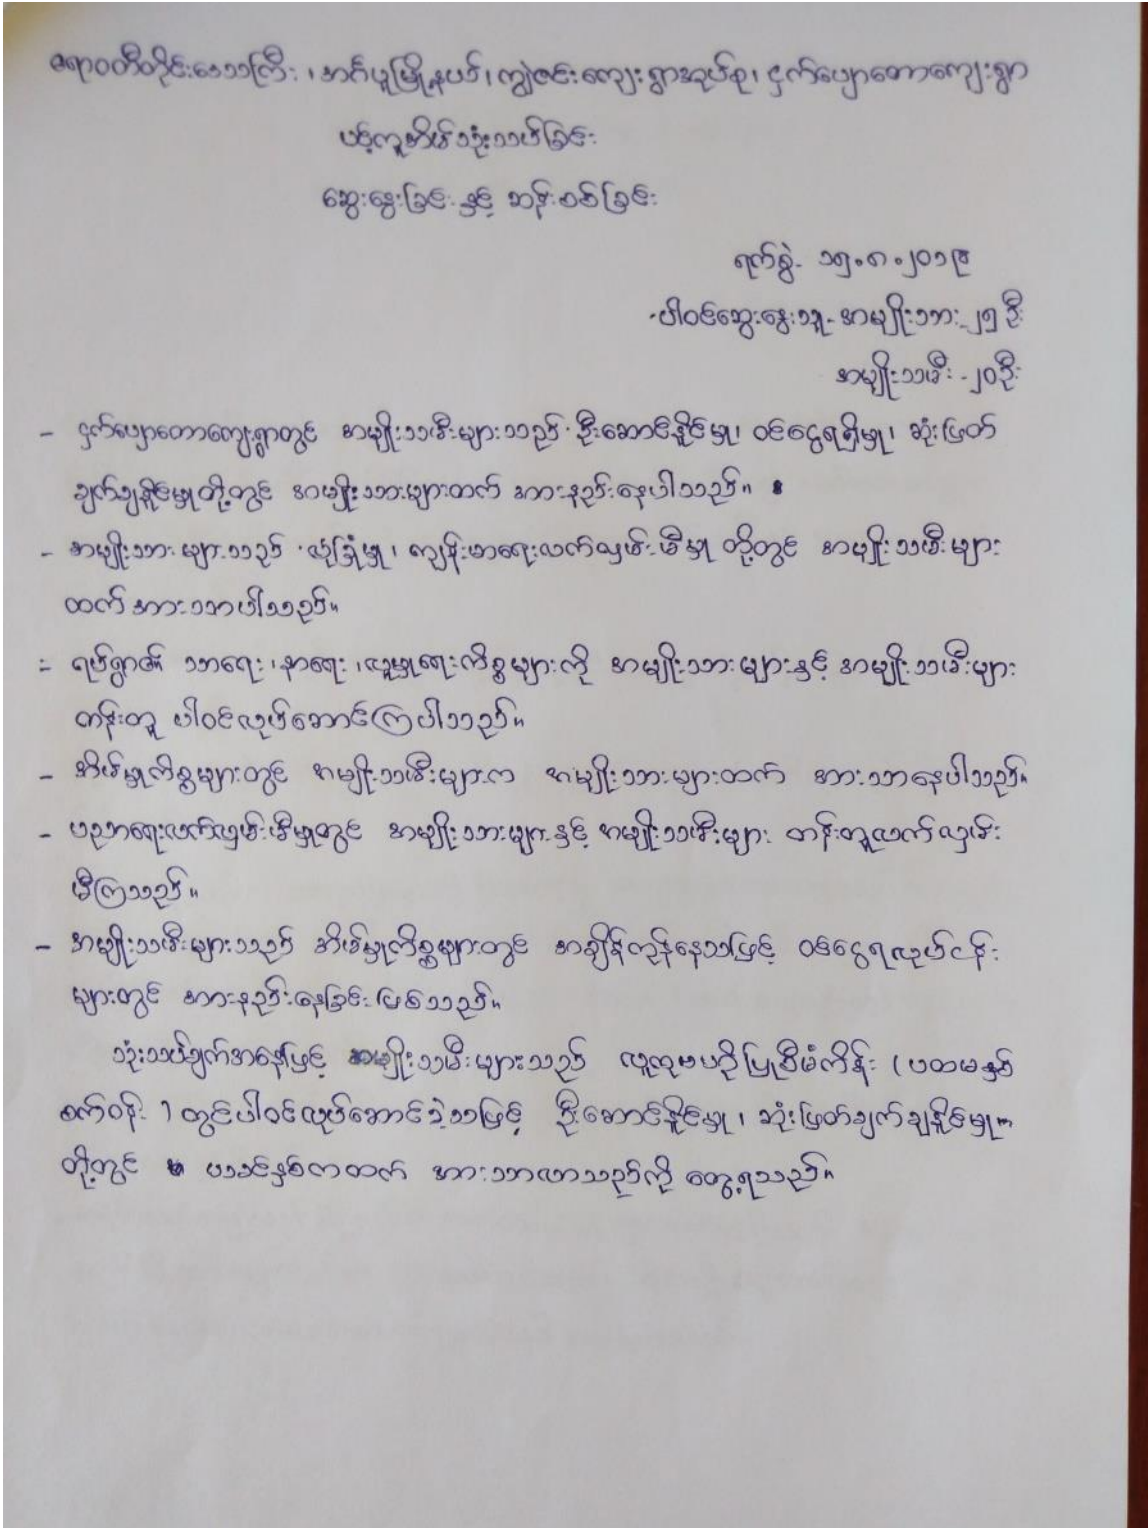 ဧရာဝတီတိုင်းဒေသကြီး၊ အင်္ဂပူမြို့နယ်၊ ကျွဲဇင်းကျေးရွာအုပ်စု၊ ငှက်ပျောတောကျေးရွာ
ပင့်ကူအိမ်သုံးသပ်ခြင်း
ဆွေးနွေးခြင်းနှင့် ဆန်းစစ်ခြင်း
ရက်စွဲ - ၁၅.၈.၂၀၁၉
ပါဝင်ဆွေးနွေးသူ - အမျိုးသား - ၂၅ ဦး
အမျိုးသမီး - ၂၀ ဦး
- ငှက်ပျောတောကျေးရွာတွင် အမျိုးသမီးများသည် ဦးဆောင်နိုင်မှု၊ ဝင်ငွေရရှိမှု၊ ဆုံးဖြတ်
ချက်ချနိုင်မှုတို့တွင် အမျိုးသားများထက် အားနည်းနေပါသည်။
- အမျိုးသားများသည် လုံခြုံမှု၊ ကျန်းမာရေးလက်လှမ်းမီမှု တို့တွင် အမျိုးသမီးများ
ထက် အားသာပါသည်။
- ရပ်ရွာ၏ သာရေး၊ နာရေး၊ လူမှုရေးကိစ္စများကို အမျိုးသားများနှင့် အမျိုးသမီးများ
တန်းတူ ပါဝင်လုပ်ဆောင်ကြပါသည်။
- အိမ်မှုကိစ္စများတွင် အမျိုးသမီးများက အမျိုးသားများထက် အားသာနေပါသည်။
- ပညာရေးလက်လှမ်းမီမှုတွင် အမျိုးသားများနှင့် အမျိုးသမီးများ တန်းတူလက်လှမ်း
မီကြသည်။
- အမျိုးသမီးများသည် အိမ်မှုကိစ္စများတွင် အချိန်ကုန်နေသဖြင့် ဝင်ငွေရလုပ်ငန်း
များတွင် အားနည်းနေခြင်း ဖြစ်သည်။
သုံးသပ်ချက်အနေဖြင့် အမျိုးသမီးများသည် လူထုဗဟိုပြုစီမံကိန်း (ပထမနှစ်
စက်ဝန်း) တွင်ပါဝင်လုပ်ဆောင်ခဲ့သဖြင့် ဦးဆောင်နိုင်မှု၊ ဆုံးဖြတ်ချက်ချနိုင်မှု
တို့တွင် ယခင်နှစ်ကထက် အားသာလာသည်ကို တွေ့ရသည်။